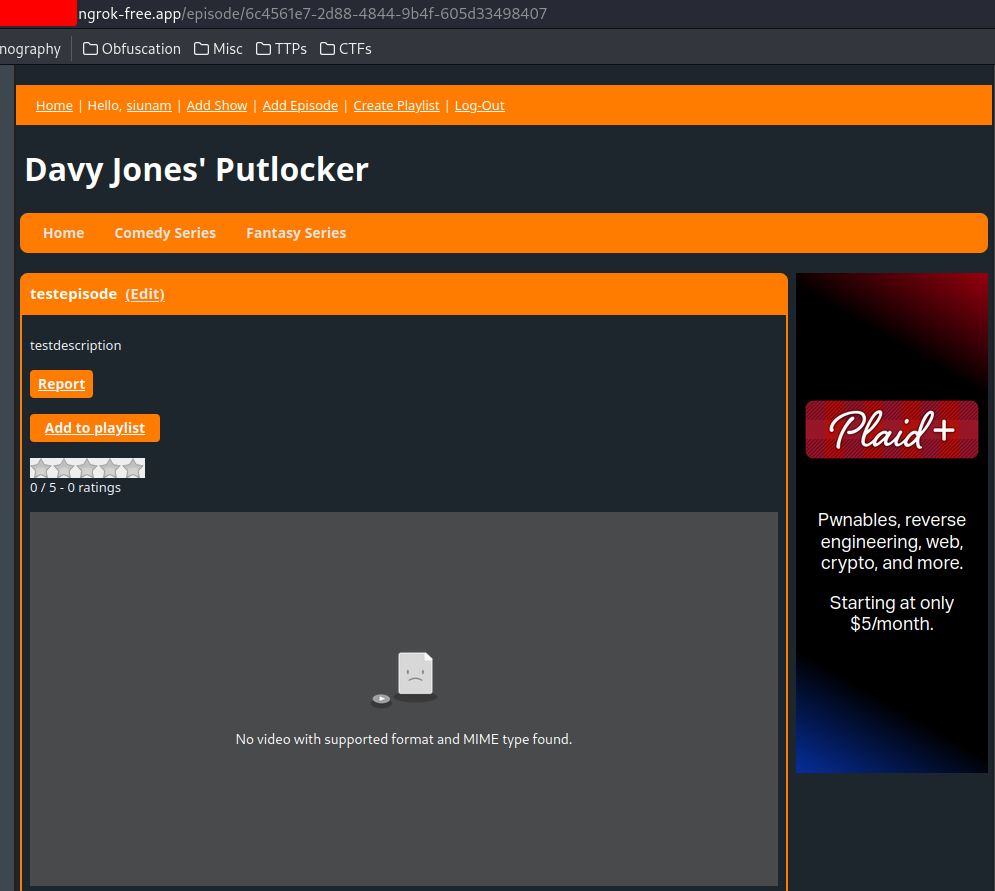 ngrok-free.app/episode/6c4561e7-2d88-4844-9b4f-605d33498407
nography Obfuscation Misc TTPs CTFs
Home | Hello, siunam | Add Show | Add Episode | Create Playlist | Log-Out
Davy Jones' Putlocker
Home Comedy Series Fantasy Series
testepisode (Edit)
testdescription
Report
Add to playlist
0 / 5 - 0 ratings
No video with supported format and MIME type found.
Plaid+
Pwnables, reverse
engineering, web,
crypto, and more.
Starting at only
$5/month.